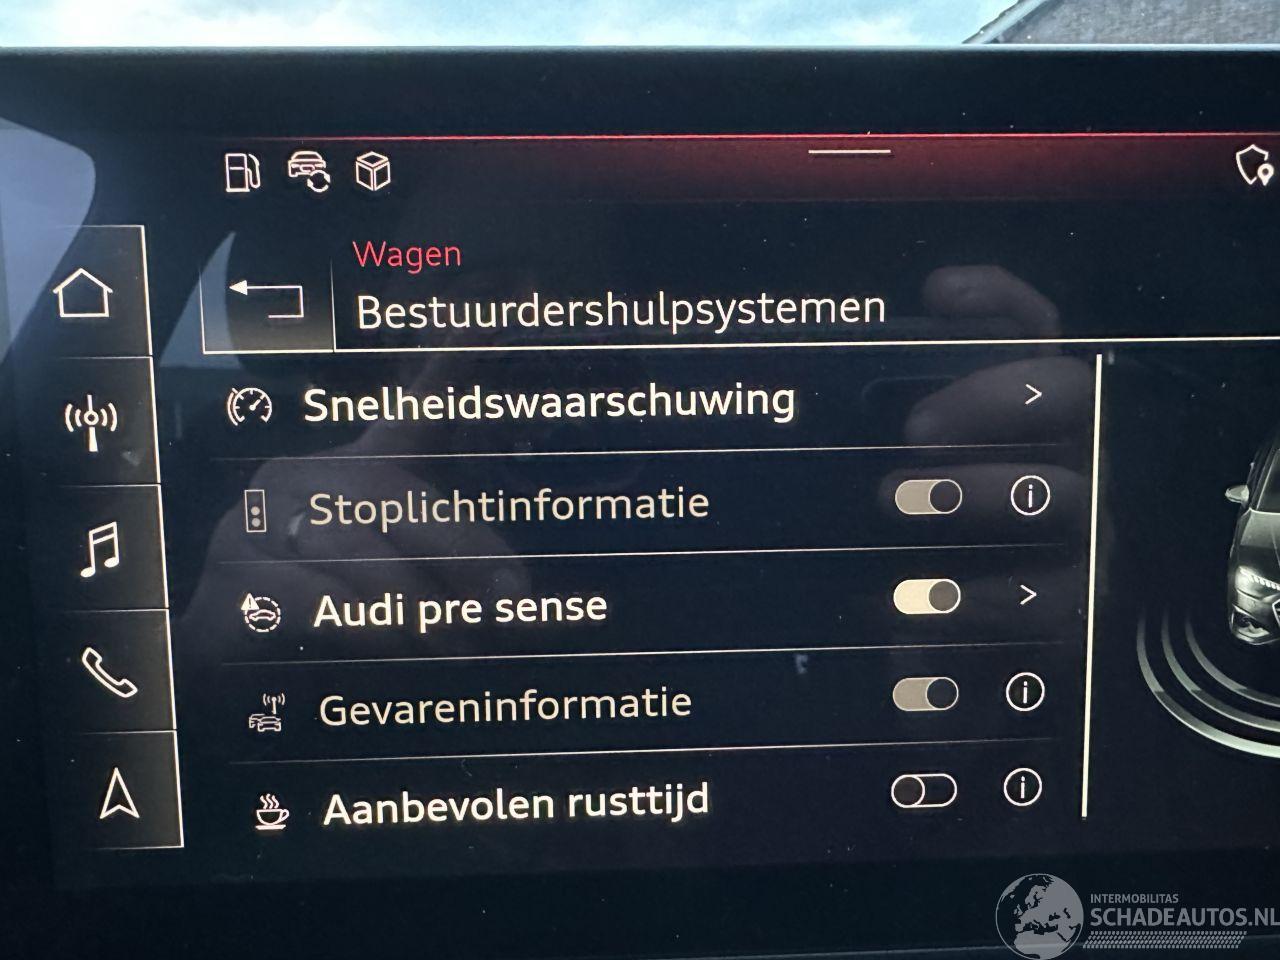 Wagen
Bestuurdershulpsystemen
Snelheidswaarschuwing
Stoplichtinformatie
Audi pre sense
Gevareninformatie
Aanbevolen rusttijd
INTERMOBILITAS
SCHADEAUTOS.NL